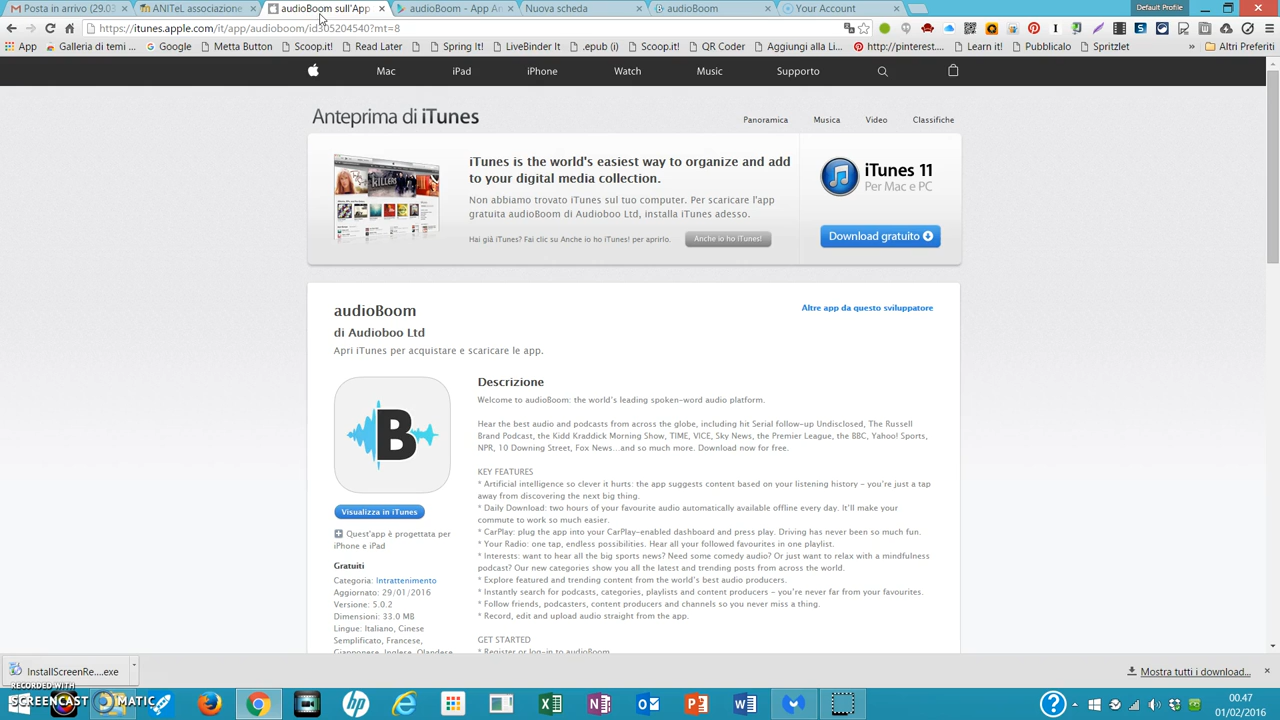 Posta in arrivo (29.03
ANITeL associazione
audioBoom sull'App
audioBoom - App An
Nuova scheda
audioBoom
Your Account
Default Profile
https://itunes.apple.com/it/app/audioboom/id305204540?mt=8
App
Galleria di temi ...
Google
Scoop.it!
Read Later
Metta Button
Spring It!
LiveBinder It
.epub (i)
Scoop.it!
QR Coder
Aggiungi alla Li...
http://pinterest....
Learn it!
Pubblicalo
Spritzlet
»
Altri Preferiti
Mac
iPad
iPhone
Watch
Music
Supporto
Anteprima di iTunes
Panoramica
Musica
Video
Classifiche
iTunes is the world's easiest way to organize and add
to your digital media collection.
Non abbiamo trovato iTunes sul tuo computer. Per scaricare l'app
gratuita audioBoom di Audioboo Ltd, installa iTunes adesso.
Hai già iTunes? Fai clic su Anche io ho iTunes! per aprirlo.
Anche io ho iTunes!
iTunes 11
Per Mac e PC
Download gratuito
audioBoom
di Audioboo Ltd
Apri iTunes per acquistare e scaricare le app.
Altre app da questo sviluppatore
B
Visualizza in iTunes
Quest'app è progettata per
iPhone e iPad
Gratuiti
Categoria: Intrattenimento
Aggiornato: 29/01/2016
Versione: 5.0.2
Dimensioni: 33.0 MB
Lingue: Italiano, Cinese
Semplificato, Francese,
Giapponese, Inglese, Olandese
Descrizione
Welcome to audioBoom: the world's leading spoken-word audio platform.
Hear the best audio and podcasts from across the globe, including hit Serial follow-up Undisclosed, The Russell
Brand Podcast, the Kidd Kraddick Morning Show, TIME, VICE, Sky News, the Premier League, the BBC, Yahoo! Sports,
NPR, 10 Downing Street, Fox News...and so much more. Download now for free.
KEY FEATURES
* Artificial intelligence so clever it hurts: the app suggests content based on your listening history – you're just a tap
away from discovering the next big thing.
* Daily Download: two hours of your favourite audio automatically available offline every day. It'll make your
commute to work so much easier.
* CarPlay: plug the app into your CarPlay-enabled dashboard and press play. Driving has never been so much fun.
* Your Radio: one tap, endless possibilities. Hear all your followed favourites in one playlist.
* Interests: want to hear all the big sports news? Need some comedy audio? Or just want to relax with a mindfulness
podcast? Our new categories show you all the latest and trending posts from across the world.
* Explore featured and trending content from the world's best audio producers.
* Instantly search for podcasts, categories, playlists and content producers – you're never far from your favourites.
* Follow friends, podcasters, content producers and channels so you never miss a thing.
* Record, edit and upload audio straight from the app.
GET STARTED
* Register or log-in to audioBoom
InstallScreenRe....exe
Mostra tutti i download...
RECORDED WITH
SCREENCAST MATIC
00.47
01/02/2016